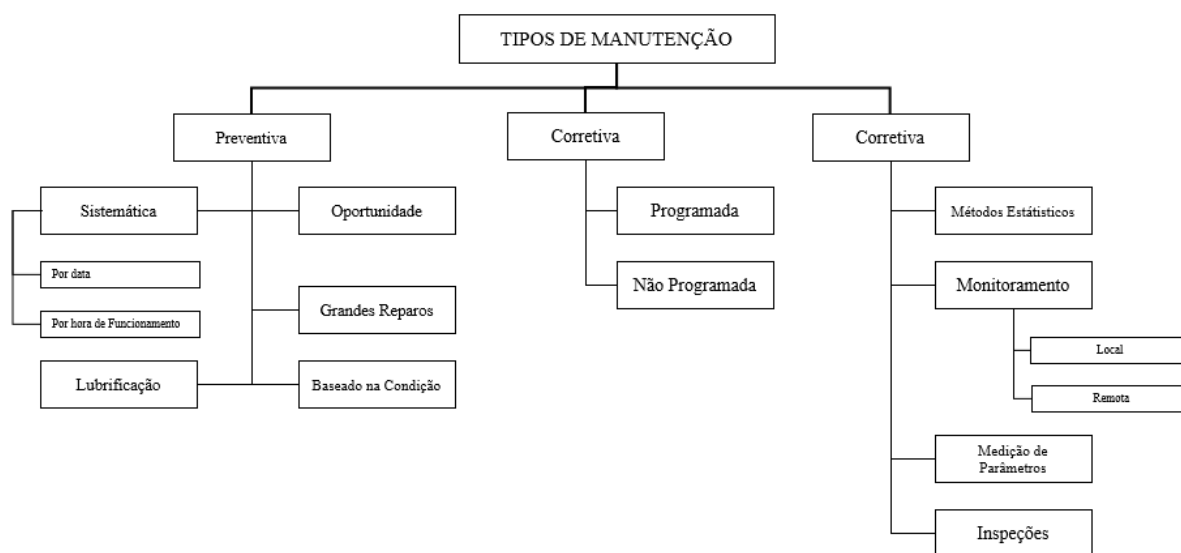 TIPOS DE MANUTENÇÃO
Preventiva
Corretiva
Corretiva
Sistemática
Oportunidade
Programada
Métodos Estátisticos
Por data
Não Programada
Monitoramento
Por hora de Funcionamento
Grandes Reparos
Local
Lubrificação
Baseado na Condição
Remota
Medição de
Parâmetros
Inspeções